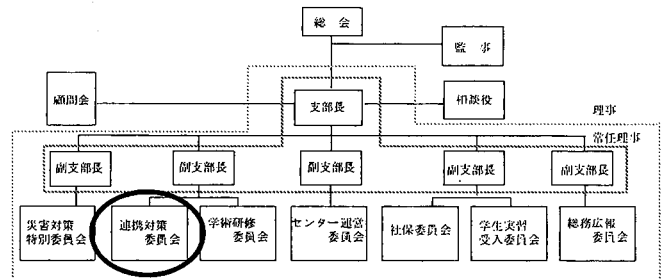 総会
監事
顧問会
支部長
相談役
理事
常任理事
副支部長
副支部長
副支部長
副支部長
副支部長
災害対策
特別委員会
連携対策
委員会
学術研修
委員会
センター運営
委員会
社保委員会
学生実習
受入委員会
総務広報
委員会